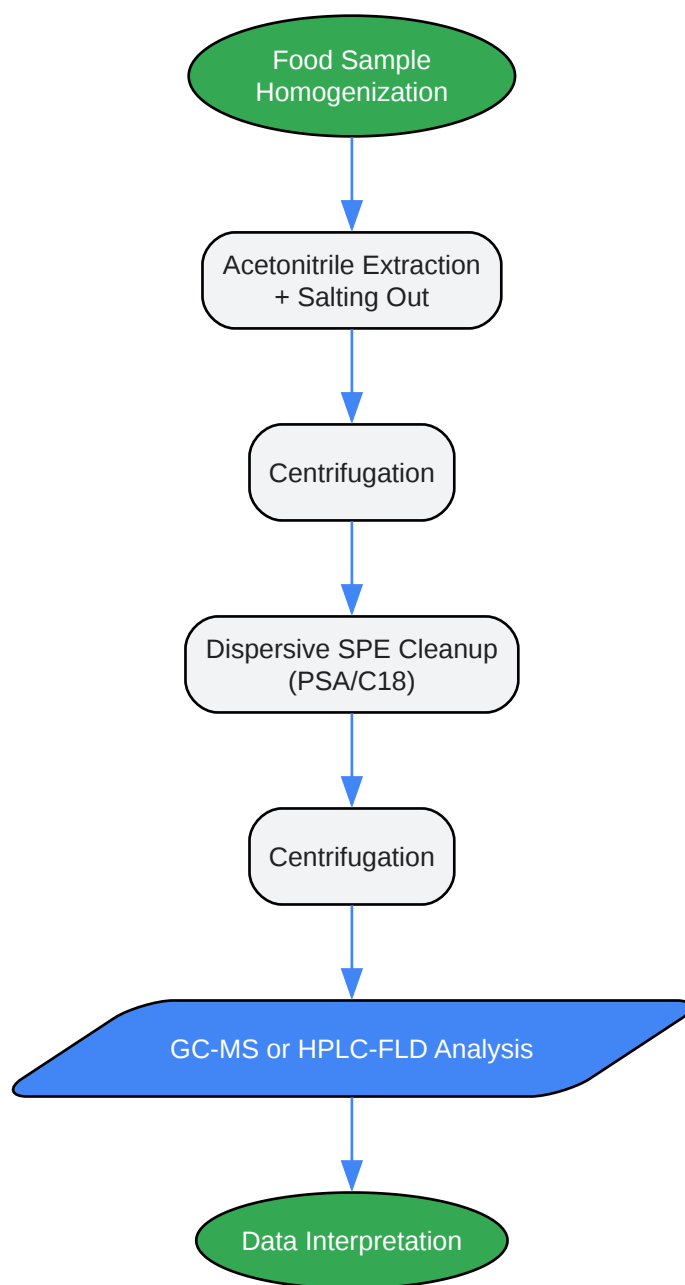 Food Sample
Homogenization
Acetonitrile Extraction
+ Salting Out
Centrifugation
Dispersive SPE Cleanup
(PSA/C18)
Centrifugation
GC-MS or HPLC-FLD Analysis
Data Interpretation